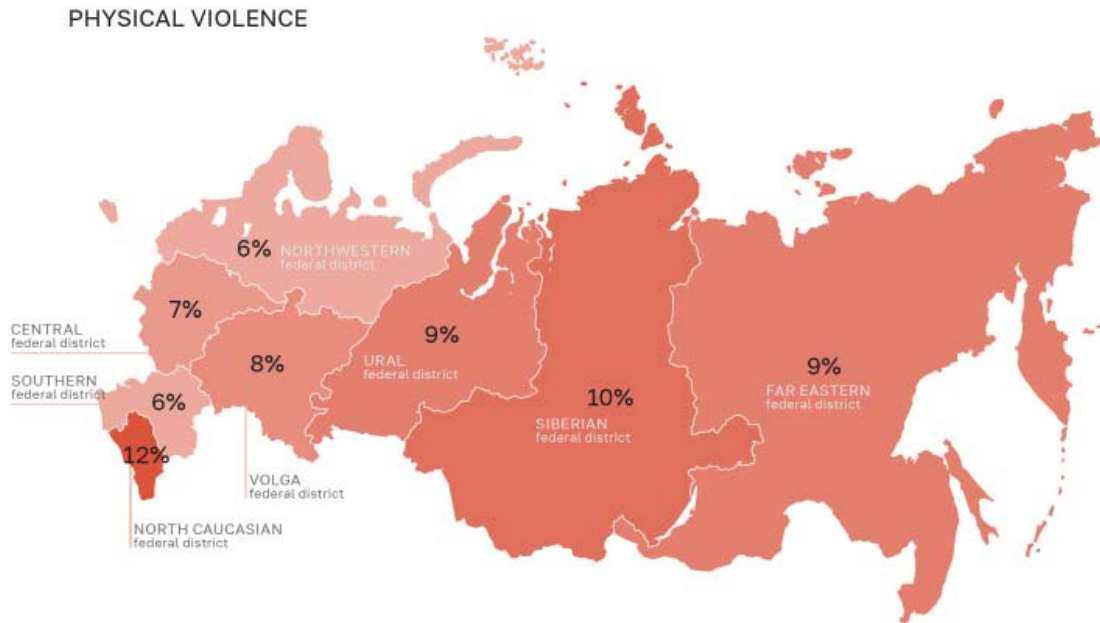 PHYSICAL VIOLENCE
6%
NORTHWESTERN
federal district
7%
CENTRAL
federal district
8%
9%
URAL
federal district
9%
FAR EASTERN
federal district
SOUTHERN
federal district
6%
10%
SIBERIAN
federal district
12%
VOLGA
federal district
NORTH CAUCASIAN
federal district